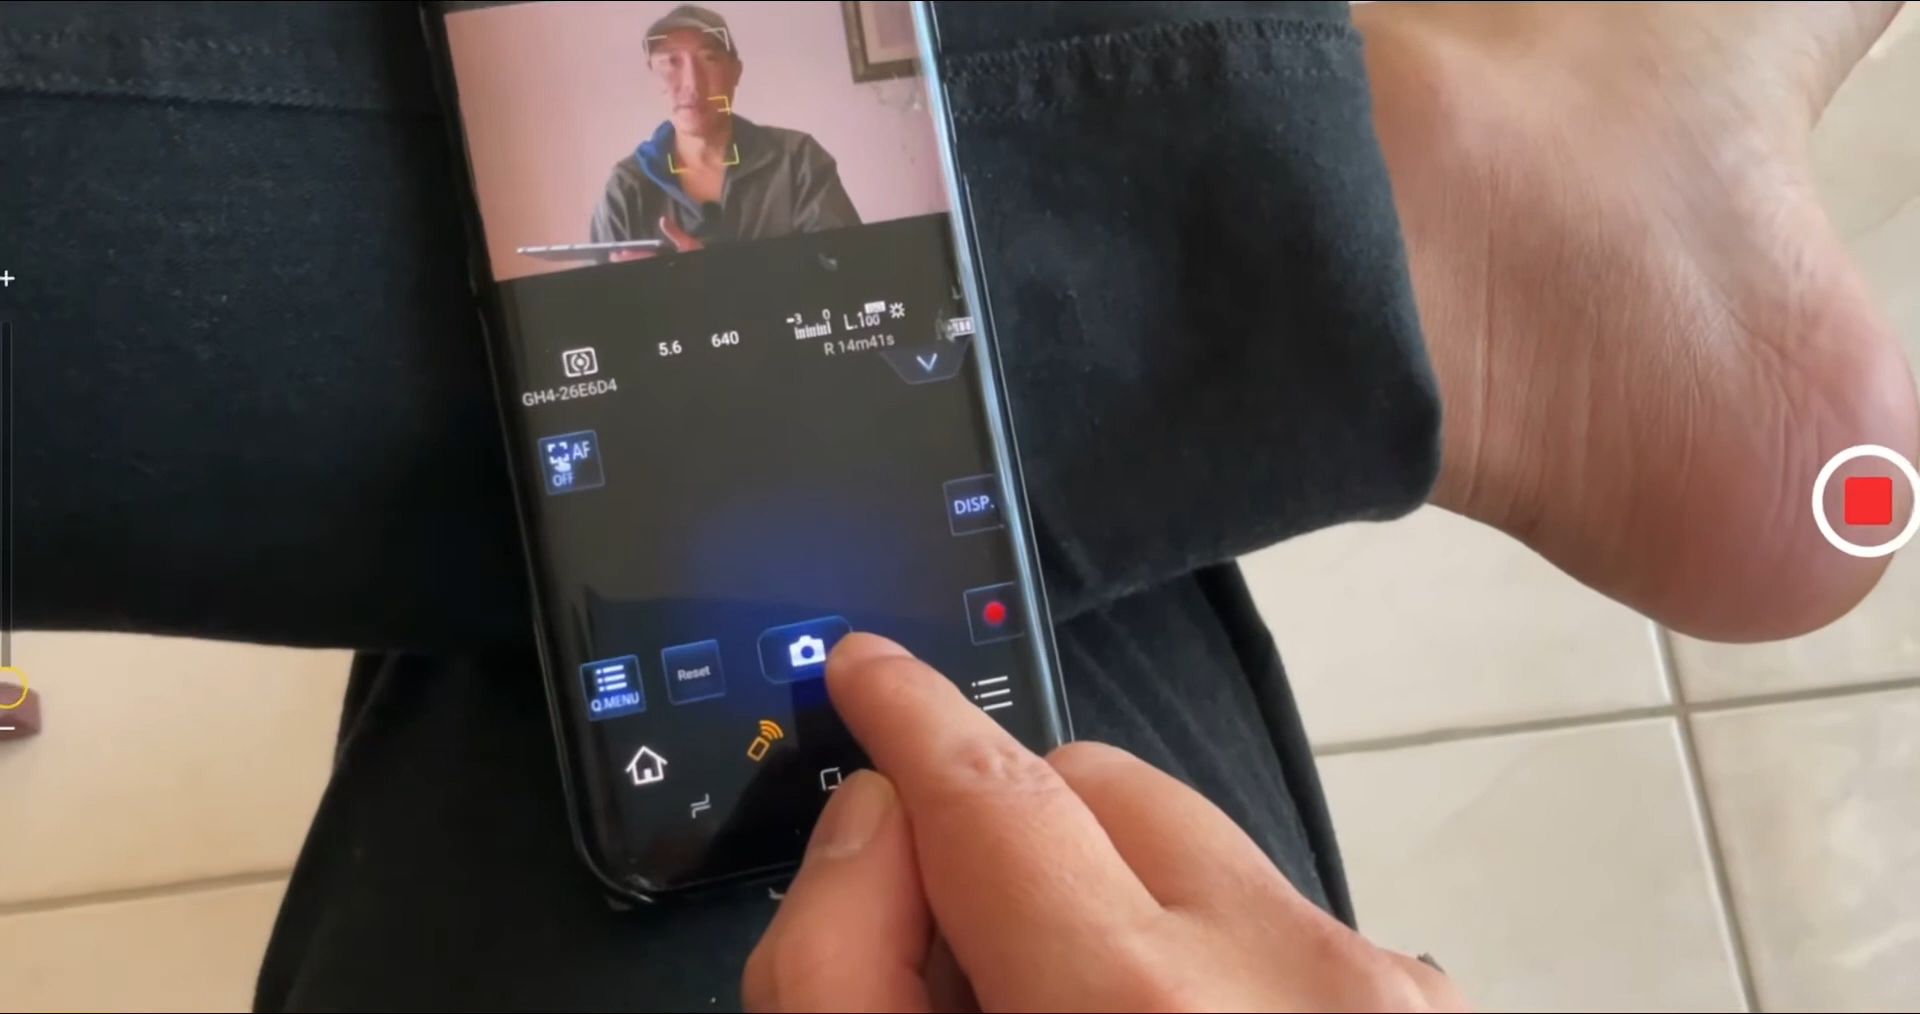 5.6 640 -3 0 L.100
R 14m41s
GH4-26E6D4
AF
OFF
DISP.
Reset
Q.MENU